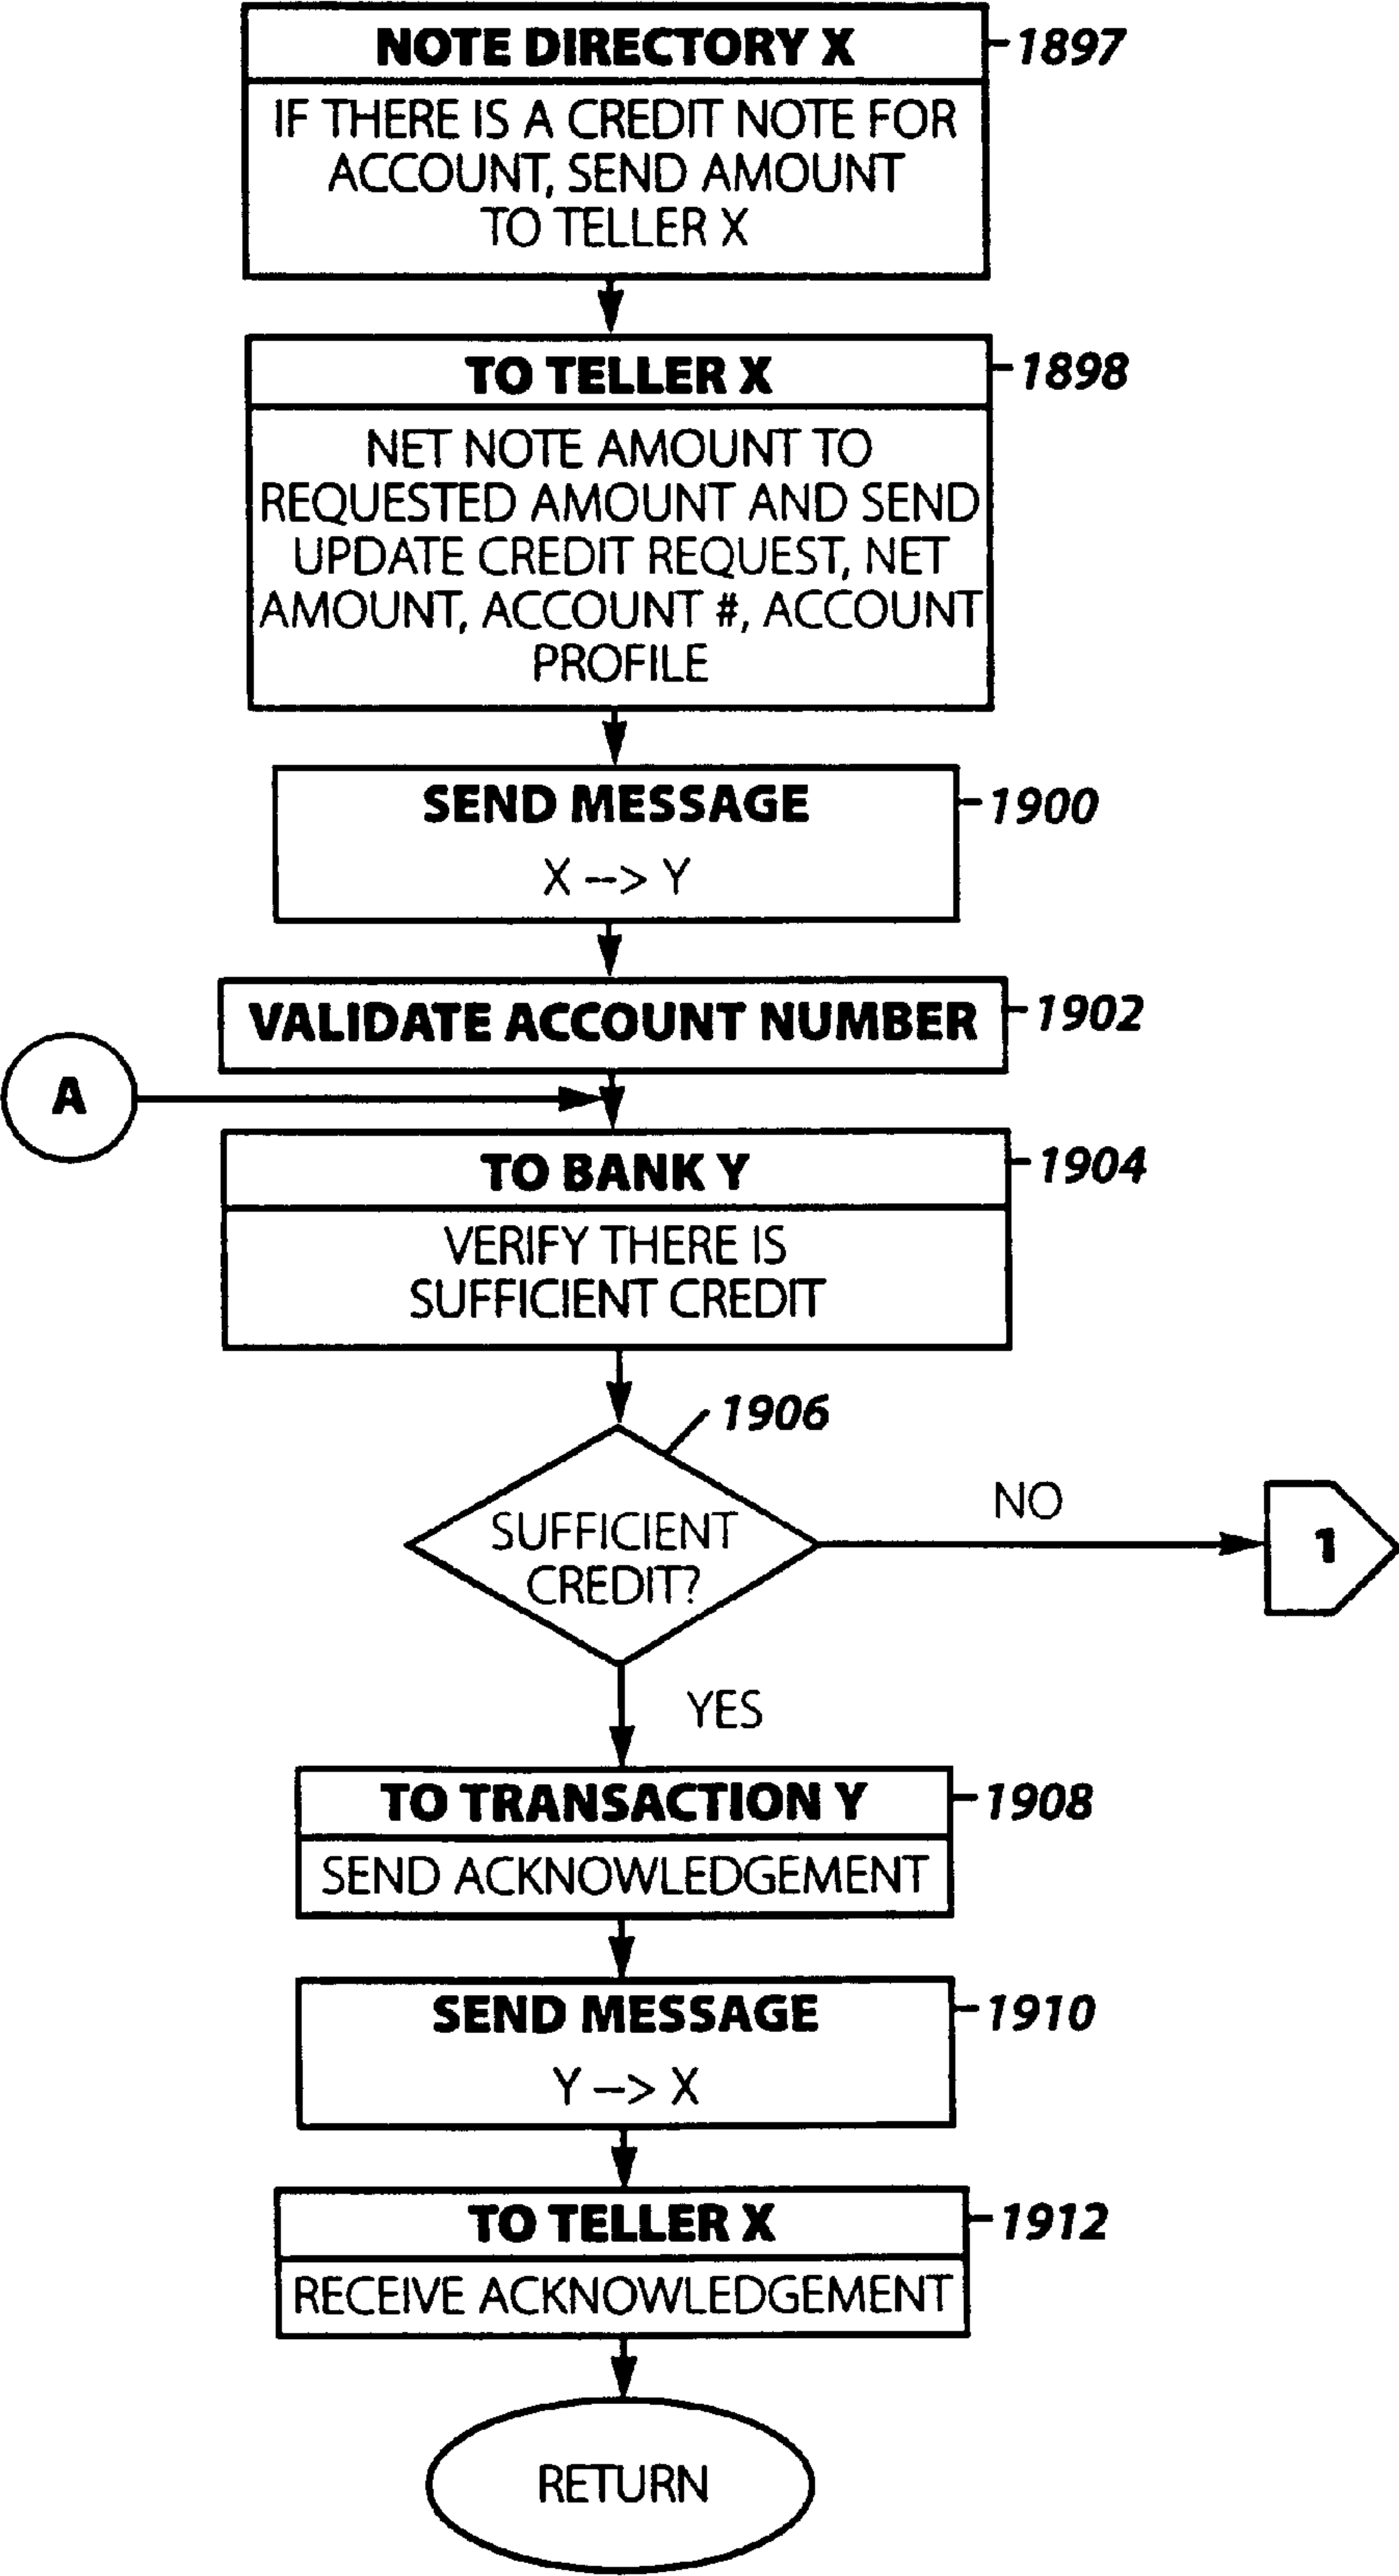 NOTE DIRECTORY X
1897
IF THERE IS A CREDIT NOTE FOR
ACCOUNT, SEND AMOUNT
TO TELLER X
TO TELLER X
1898
NET NOTE AMOUNT TO
REQUESTED AMOUNT AND SEND
UPDATE CREDIT REQUEST, NET
AMOUNT, ACCOUNT #, ACCOUNT
PROFILE
SEND MESSAGE
1900
X --> Y
VALIDATE ACCOUNT NUMBER
1902
A
TO BANK Y
1904
VERIFY THERE IS
SUFFICIENT CREDIT
1906
SUFFICIENT
CREDIT?
NO
1
YES
TO TRANSACTION Y
1908
SEND ACKNOWLEDGEMENT
SEND MESSAGE
1910
Y --> X
TO TELLER X
1912
RECEIVE ACKNOWLEDGEMENT
RETURN